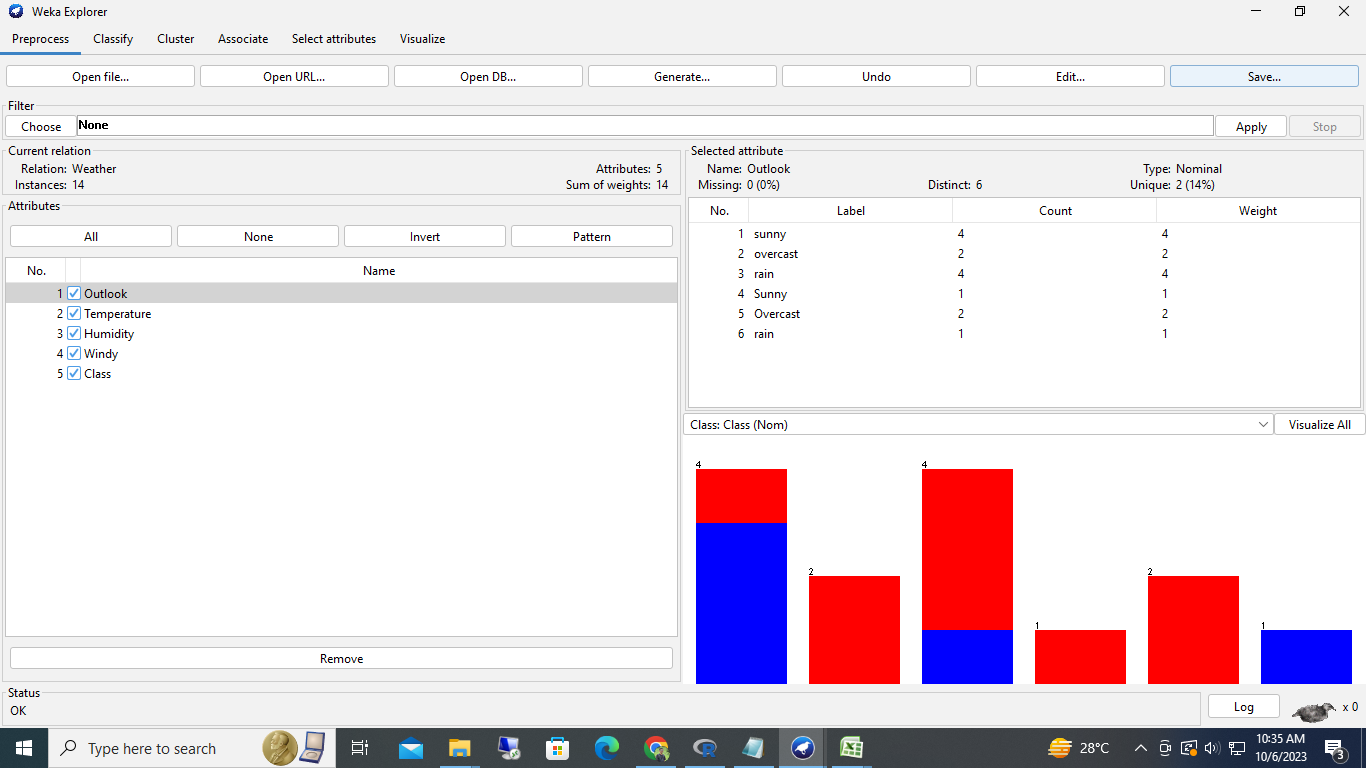 Weka Explorer
Preprocess Classify Cluster Associate Select attributes Visualize
Open file... Open URL... Open DB... Generate... Undo Edit... Save...
Filter
Choose None Apply Stop
Current relation
Relation: Weather Attributes: 5
Instances: 14 Sum of weights: 14
Attributes
All None Invert Pattern
No. Name
1 Outlook
2 Temperature
3 Humidity
4 Windy
5 Class
Remove
Selected attribute
Name: Outlook Type: Nominal
Missing: 0 (0%) Distinct: 6 Unique: 2 (14%)
No. Label Count Weight
1 sunny 4 4
2 overcast 2 2
3 rain 4 4
4 Sunny 1 1
5 Overcast 2 2
6 rain 1 1
Class: Class (Nom) Visualize All
4 2 4 1 2 1
Status
OK
Log x 0
Type here to search 28°C 10:35 AM
10/6/2023 3